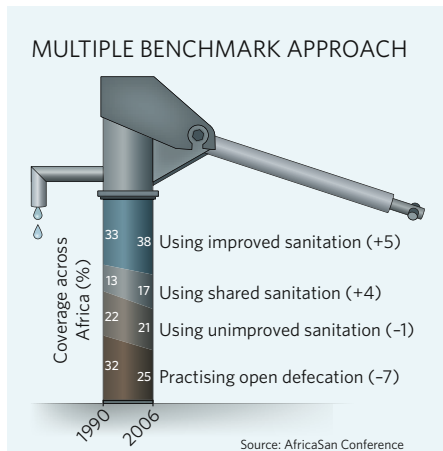 MULTIPLE BENCHMARK APPROACH
Coverage across
Africa (%)
33 38 Using improved sanitation (+5)
13 17 Using shared sanitation (+4)
22 21 Using unimproved sanitation (–1)
32 25 Practising open defecation (–7)
1990 2006
Source: AfricaSan Conference